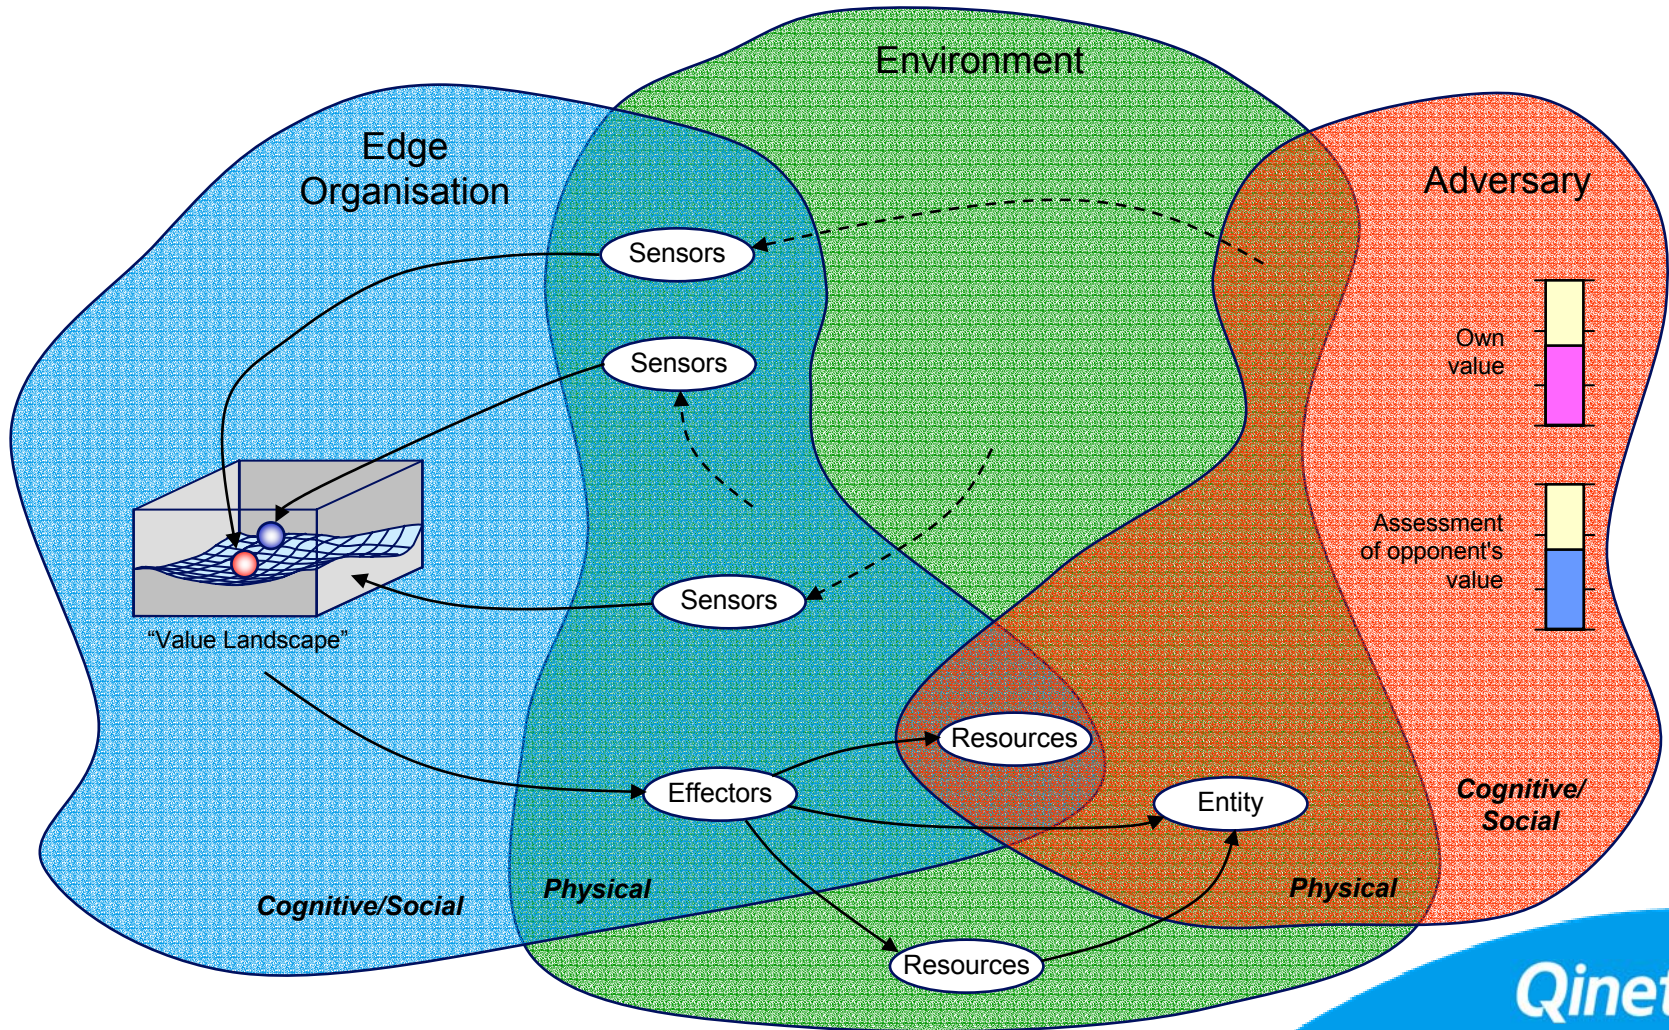 Environment
Edge
Organisation
Adversary
Sensors
Sensors
Own
value
Assessment
of opponent's
value
Sensors
“Value Landscape”
Resources
Effectors
Entity
Cognitive/
Social
Physical
Physical
Cognitive/Social
Resources
Qinet